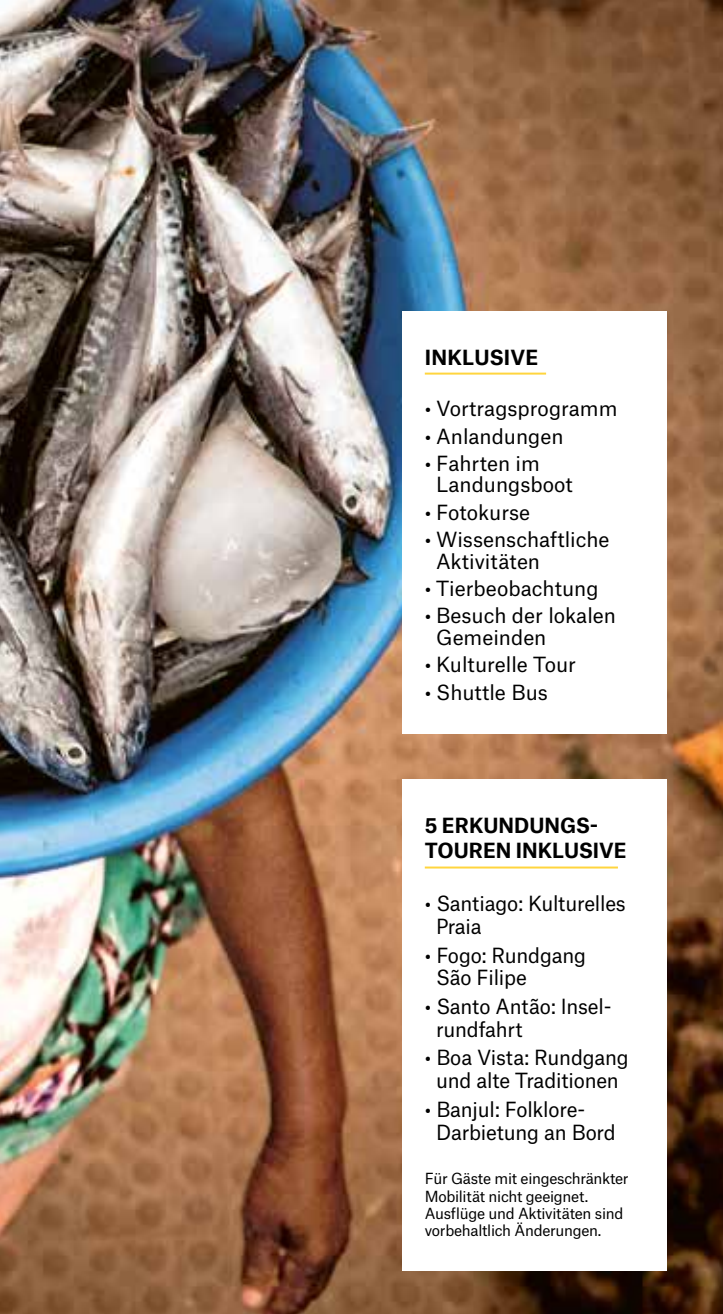 INKLUSIVE
• Vortragsprogramm
• Anlandungen
• Fahrten im
Landungsboot
• Fotokurse
• Wissenschaftliche
Aktivitäten
• Tierbeobachtung
• Besuch der lokalen
Gemeinden
• Kulturelle Tour
• Shuttle Bus
5 ERKUNDUNGS-
TOUREN INKLUSIVE
• Santiago: Kulturelles
Praia
• Fogo: Rundgang
São Filipe
• Santo Antão: Insel-
rundfahrt
• Boa Vista: Rundgang
und alte Traditionen
• Banjul: Folklore-
Darbietung an Bord
Für Gäste mit eingeschränkter
Mobilität nicht geeignet.
Ausflüge und Aktivitäten sind
vorbehaltlich Änderungen.